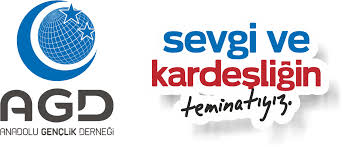 AGD
ANADOLU GENÇLİK DERNEĞİ
sevgi ve
kardeşliğin
teminatıyız.